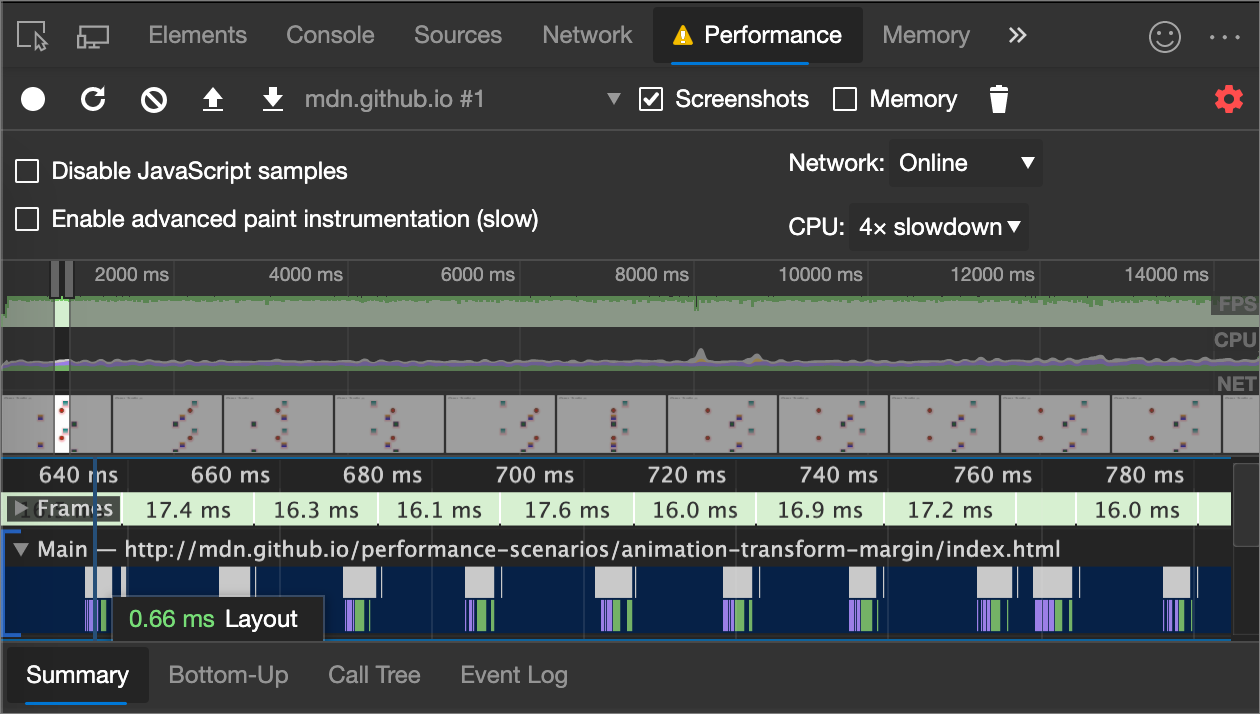 Elements Console Sources Network Performance Memory »
mdn.github.io #1 Screenshots Memory
Disable JavaScript samples
Network: Online
Enable advanced paint instrumentation (slow)
CPU: 4× slowdown
2000 ms 4000 ms 6000 ms 8000 ms 10000 ms 12000 ms 14000 ms
FPS
CPU
NET
640 ms 660 ms 680 ms 700 ms 720 ms 740 ms 760 ms 780 ms
Frames 17.4 ms 16.3 ms 16.1 ms 17.6 ms 16.0 ms 16.9 ms 17.2 ms 16.0 ms
Main — http://mdn.github.io/performance-scenarios/animation-transform-margin/index.html
0.66 ms Layout
Summary Bottom-Up Call Tree Event Log